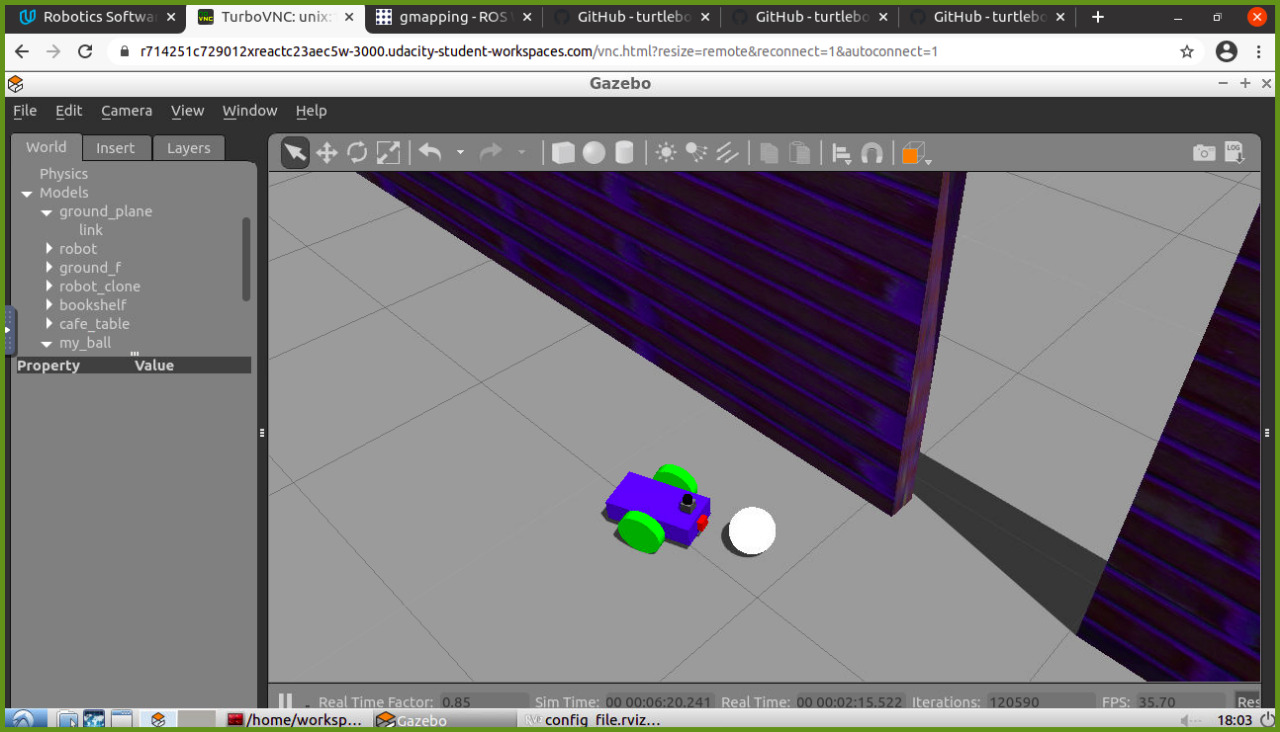 Robotics Softwa
TurboVNC: unix:
gmapping - ROS
GitHub - turtlebo
GitHub - turtlebo
GitHub - turtlebo
r714251c729012xreactc23aec5w-3000.udacity-student-workspaces.com/vnc.html?resize=remote&reconnect=1&autoconnect=1
Gazebo
File Edit Camera View Window Help
World Insert Layers
LOG
Physics
Models
ground_plane
link
robot
ground_f
robot_clone
bookshelf
cafe_table
my_ball
Property Value
Real Time Factor: 0.85 Sim Time: 00 00:06:20.241 Real Time: 00 00:02:15.522 Iterations: 120590 FPS: 35.70 Res
/home/worksp... Gazebo config_file.rviz... 18:03